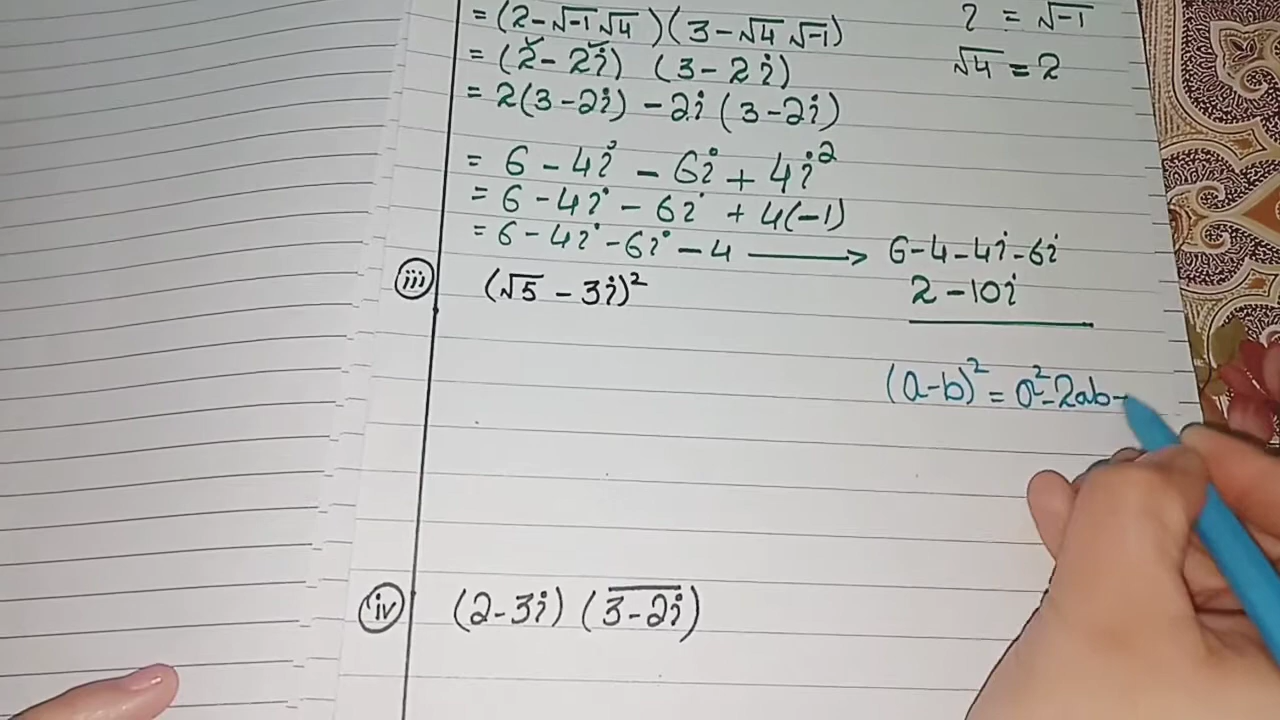 = (2-√-1√4)(3-√4√-1)
= (2-2i) (3-2i)
= 2(3-2i) -2i (3-2i)
= 6 - 4i - 6i + 4i²
= 6 - 4i - 6i + 4(-1)
= 6 - 4i - 6i - 4 ⟶ 6-4-4i-6i
2 - 10i
i = √-1
√4 = 2
(iii) (√5 - 3i)²
(a-b)² = a²-2ab-
(iv) (2-3i) (3̅-̅2̅i̅)